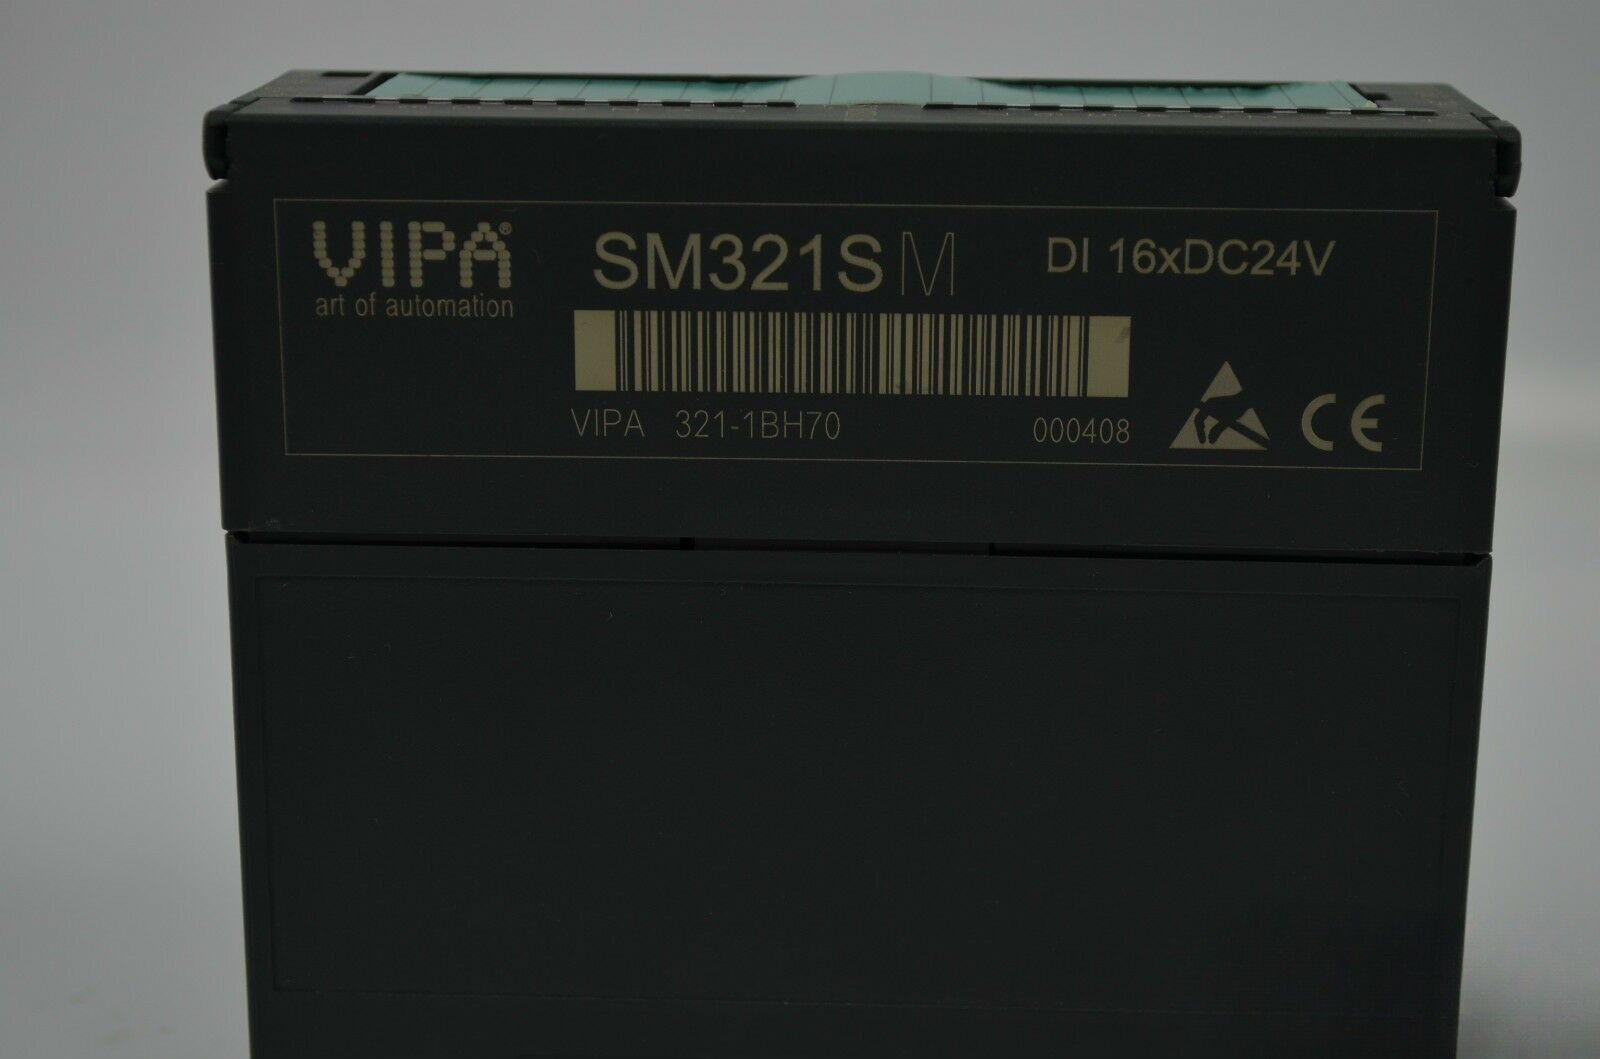 VIPA®
art of automation
SM321S M
DI 16xDC24V
VIPA 321-1BH70
000408
CE